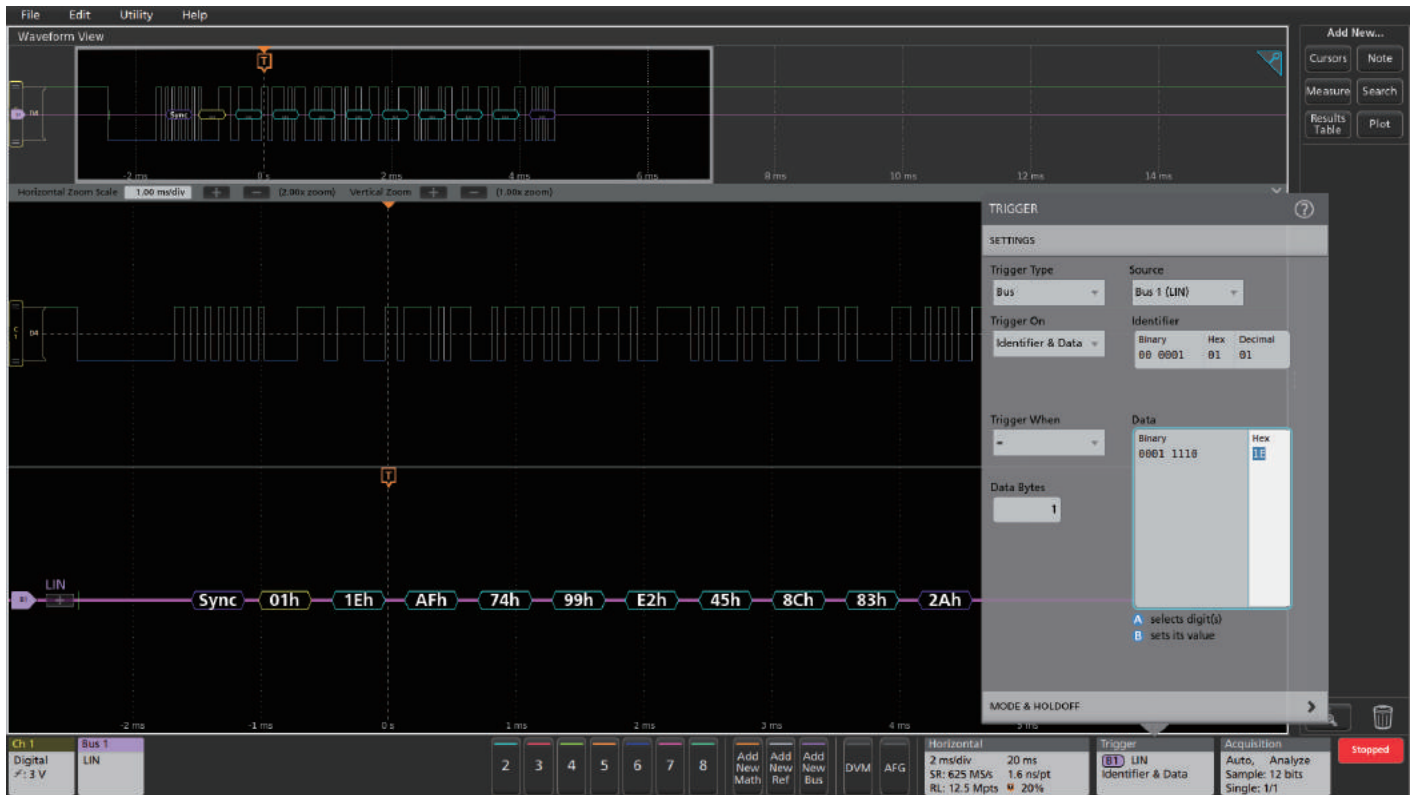 File Edit Utility Help
Waveform View
Add New...
Cursors Note
Measure Search
Results Table Plot
T
D4
Sync
-2 ms 0 s 2 ms 4 ms 6 ms 8 ms 10 ms 12 ms 14 ms
Horizontal Zoom Scale 1.00 ms/div + — (2.00x zoom) Vertical Zoom + — (1.00x zoom)
TRIGGER ?
SETTINGS
Trigger Type Source
Bus Bus 1 (LIN)
Trigger On Identifier
Identifier & Data Binary Hex Decimal
00 0001 01 01
C1 D4
Trigger When Data
= Binary Hex
0001 1110 1E
T
Data Bytes
1
LIN
B1 + Sync 01h 1Eh AFh 74h 99h E2h 45h 8Ch 83h 2Ah
A selects digit(s)
B sets its value
MODE & HOLDOFF
-2 ms -1 ms 0 s 1 ms 2 ms 3 ms 4 ms 5 ms
Ch 1
Digital
: 3 V
Bus 1
LIN
2 3 4 5 6 7 8
Add New Math
Add New Ref
Add New Bus
DVM AFG
Horizontal
2 ms/div 20 ms
SR: 625 MS/s 1.6 ns/pt
RL: 12.5 Mpts 20%
Trigger
B1 LIN
Identifier & Data
Acquisition
Auto, Analyze
Sample: 12 bits
Single: 1/1
Stopped